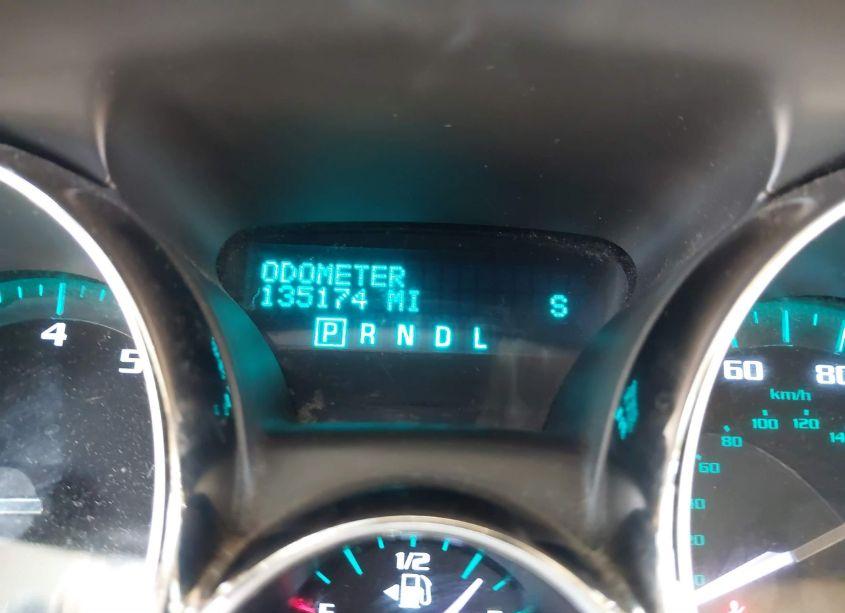 ODOMETER
135174 MI S
P R N D L
4
5
60 80
km/h
80 100 120
60
1/2
E